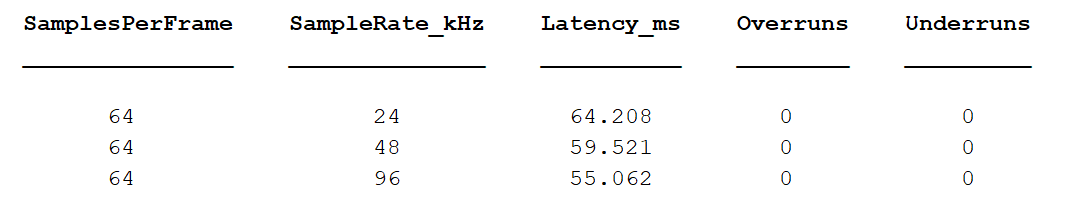 SamplesPerFrame SampleRate_kHz Latency_ms Overruns Underruns
64 24 64.208 0 0
64 48 59.521 0 0
64 96 55.062 0 0